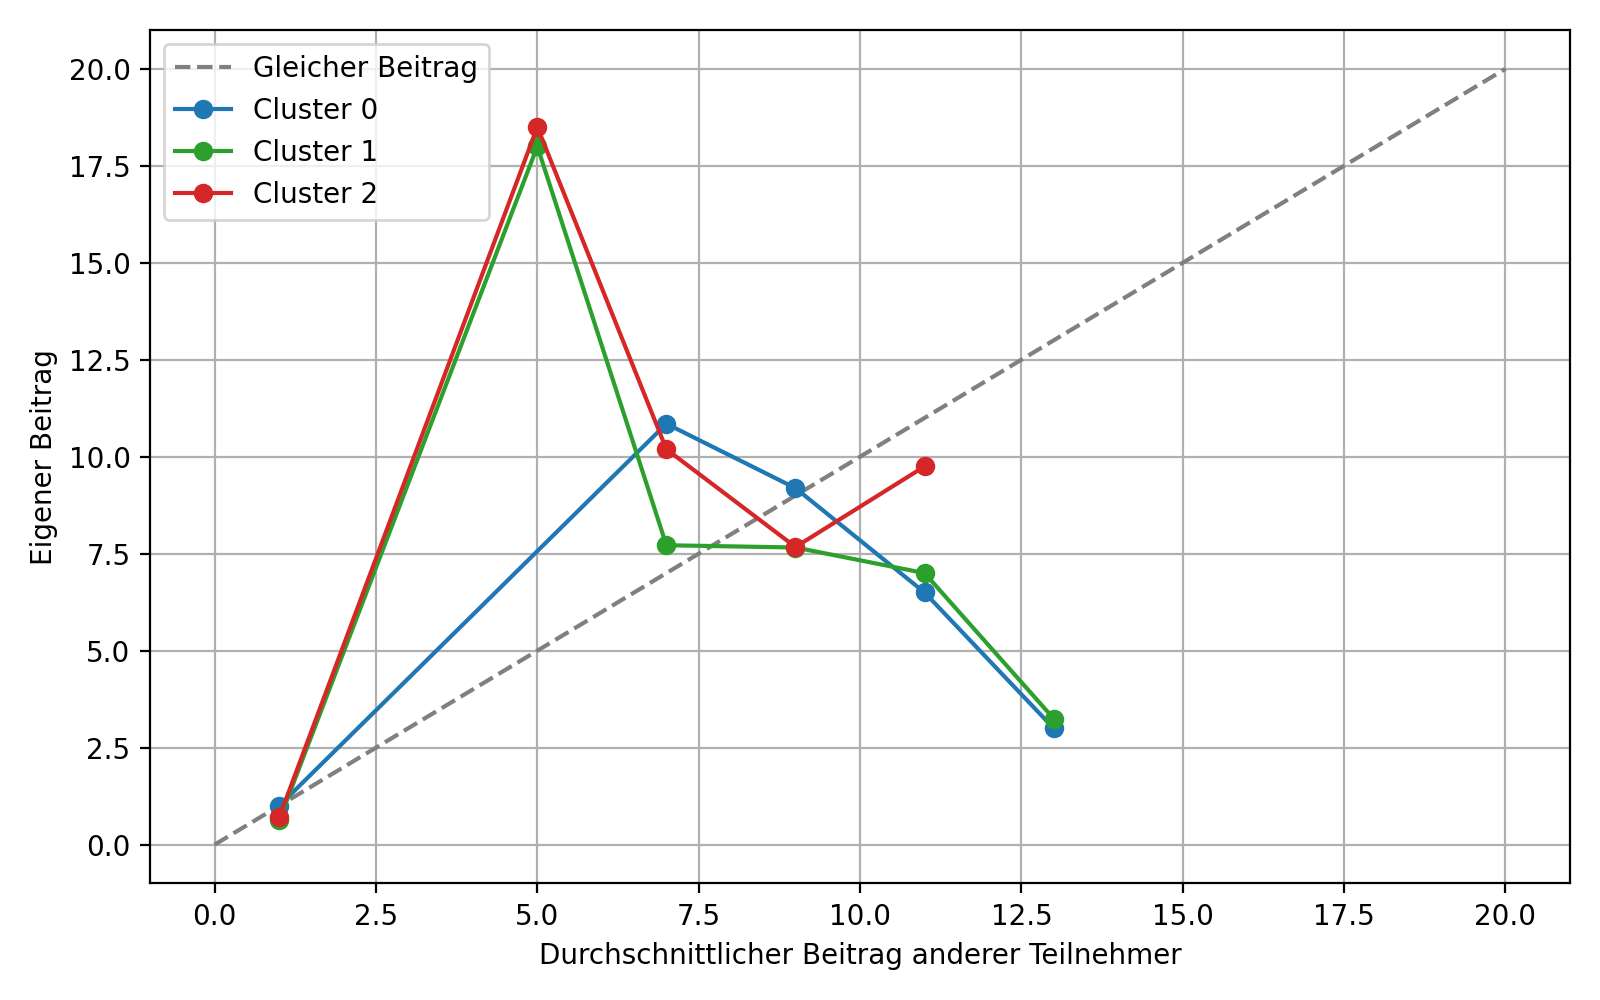 Gleicher Beitrag
Cluster 0
Cluster 1
Cluster 2
20.0
17.5
15.0
12.5
10.0
7.5
5.0
2.5
0.0
Eigener Beitrag
0.0 2.5 5.0 7.5 10.0 12.5 15.0 17.5 20.0
Durchschnittlicher Beitrag anderer Teilnehmer